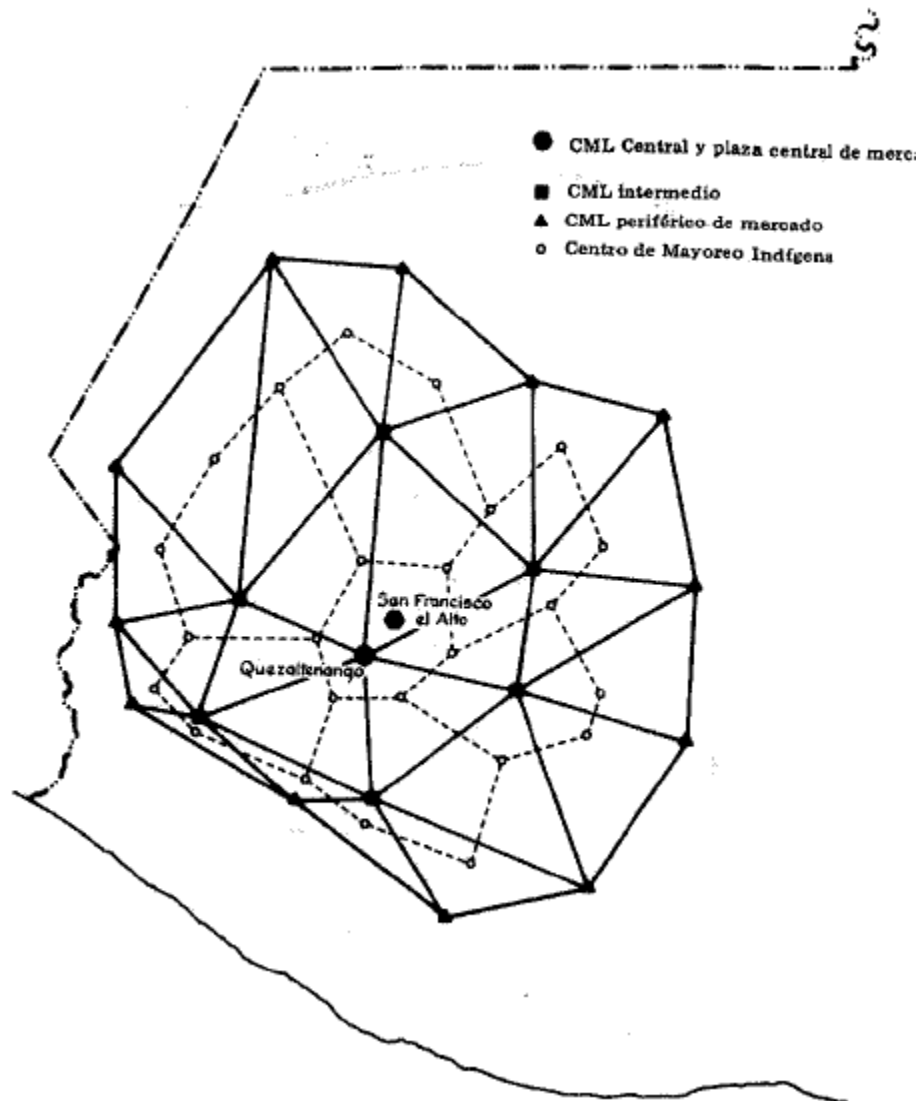 52
CML Central y plaza central de merca
CML intermedio
CML periférico de mercado
Centro de Mayoreo Indígena
San Francisco
el Alto
Quezaltenango